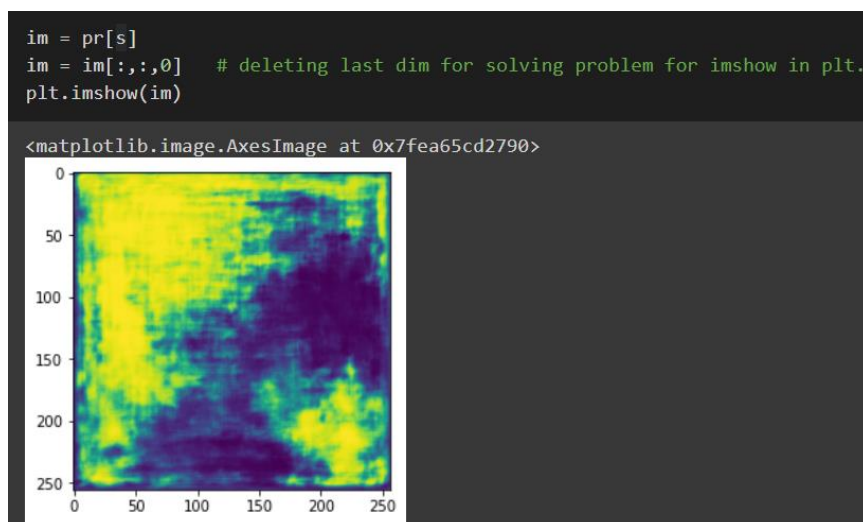 im = pr[s]
im = im[:,:,0]   # deleting last dim for solving problem for imshow in plt.
plt.imshow(im)
<matplotlib.image.AxesImage at 0x7fea65cd2790>
0
50
100
150
200
250
0 50 100 150 200 250